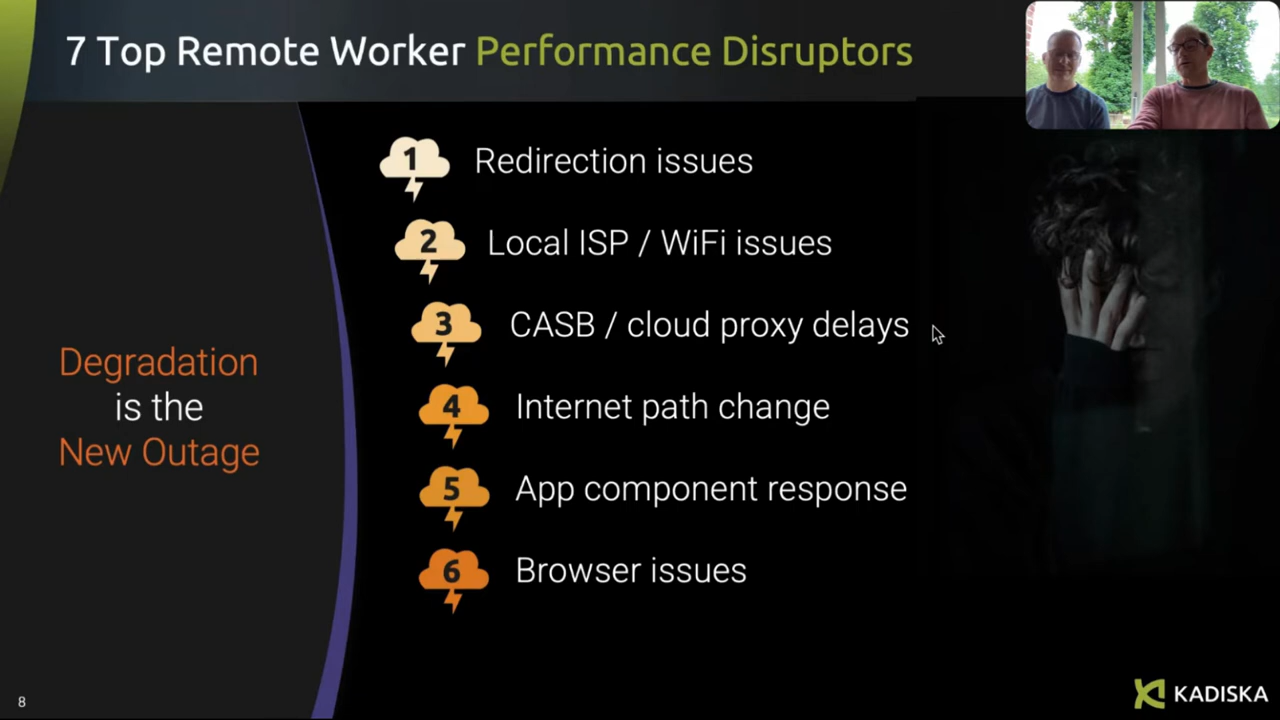 7 Top Remote Worker Performance Disruptors
Degradation
is the
New Outage
1 Redirection issues
2 Local ISP / WiFi issues
3 CASB / cloud proxy delays
4 Internet path change
5 App component response
6 Browser issues
8
KADISKA